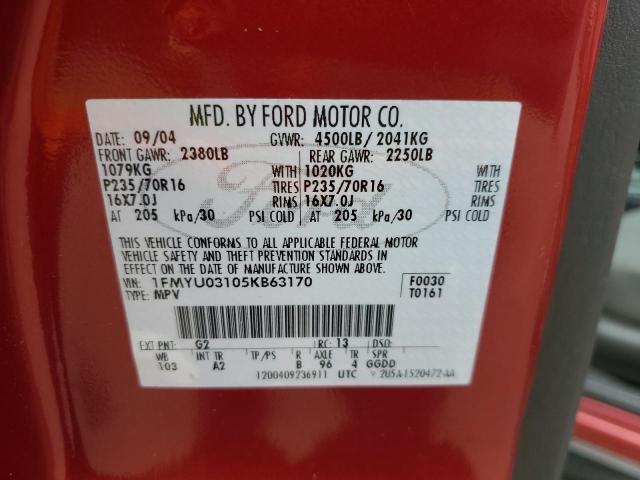 MFD. BY FORD MOTOR CO.
DATE: 09/04 GVWR: 4500LB/ 2041KG
FRONT GAWR: 2380LB REAR GAWR: 2250LB
1079KG WITH 1020KG WITH
P235/70R16 TIRES P235/70R16 TIRES
16X7.0J RIMS 16X7.0J RIMS
AT 205 kPa/30 PSI COLD AT 205 kPa/30 PSI COLD
Ford
THIS VEHICLE CONFORMS TO ALL APPLICABLE FEDERAL MOTOR
VEHICLE SAFETY AND THEFT PREVENTION STANDARDS IN
EFFECT ON THE DATE OF MANUFACTURE SHOWN ABOVE.
VIN: 1FMYU03105KB63170 F0030
TYPE: MPV T0161
EXT PNT: G2 RC: 13 DSO:
WB INT TR TP/PS R AXLE TR SPR
103 A2 B 96 4 GGDD
1200409236911 UTC 2U5A-1520472-AA